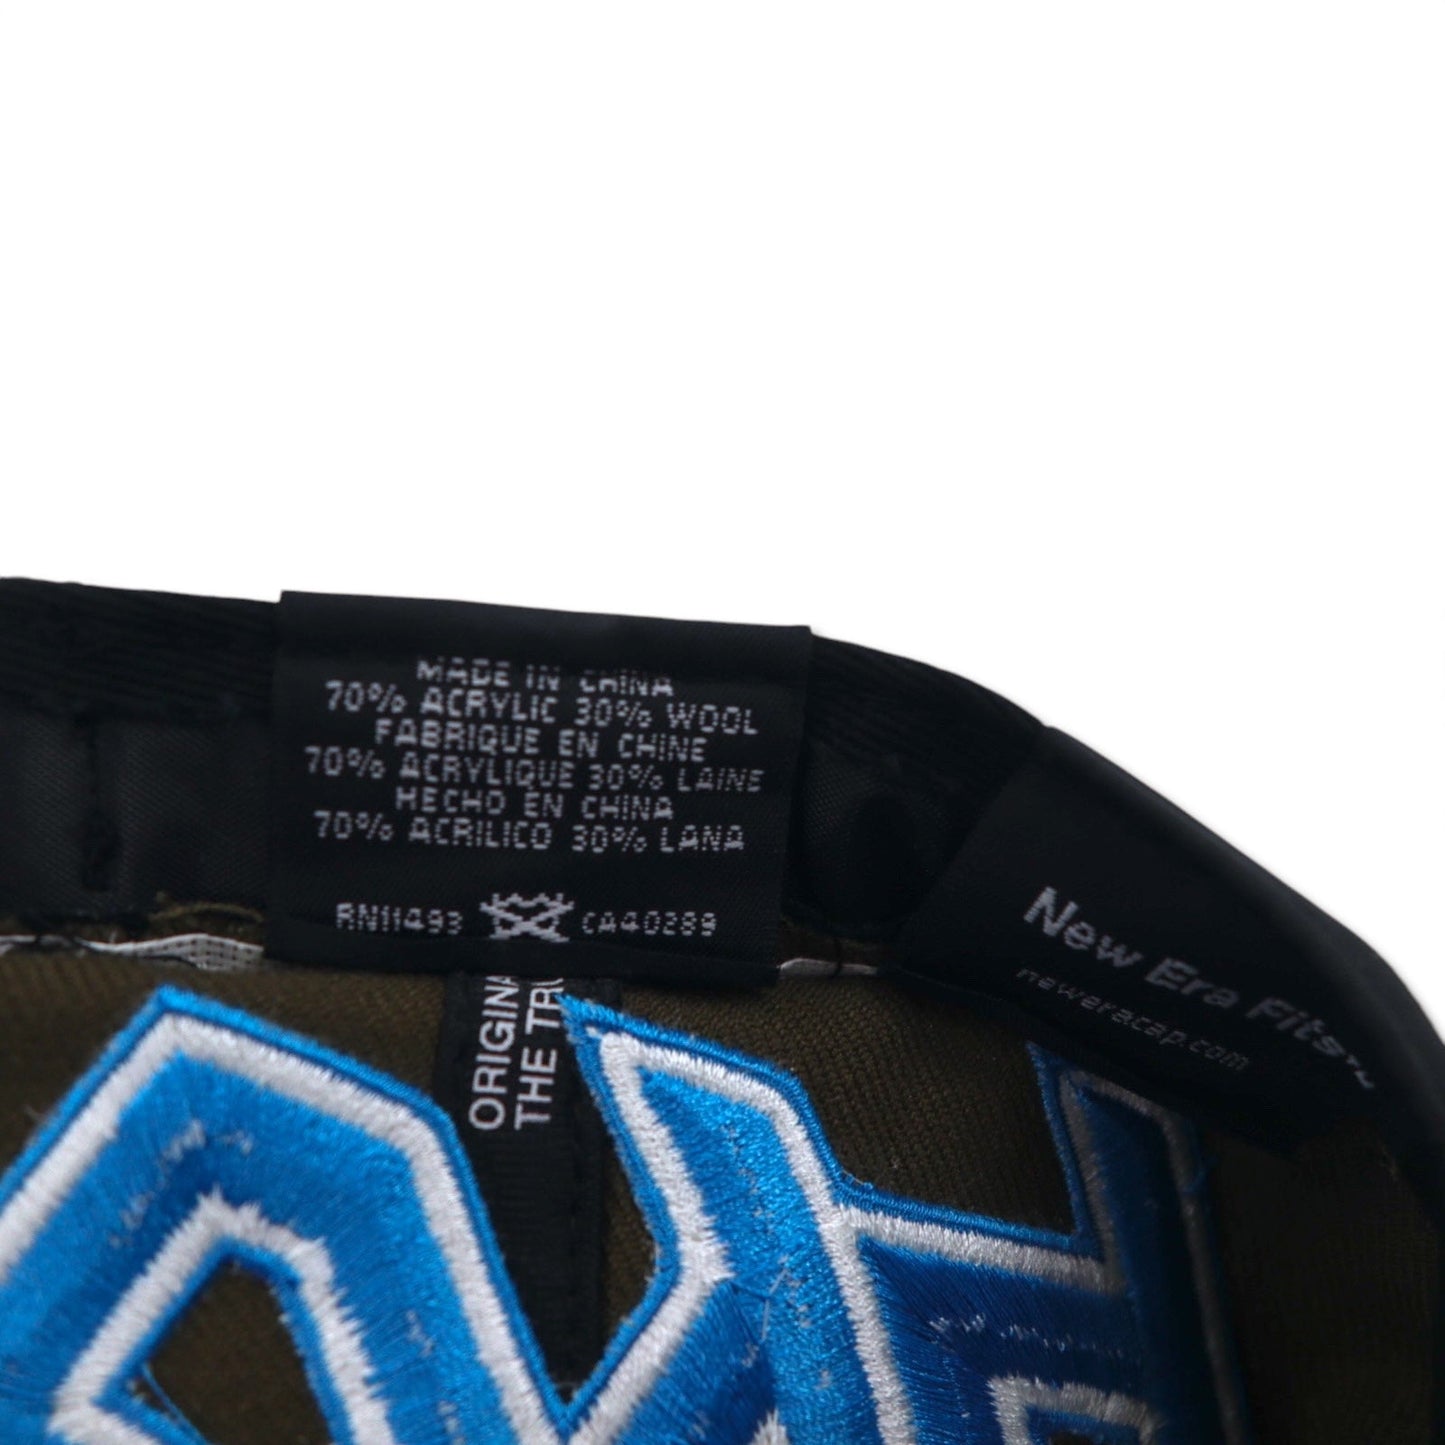 MADE IN CHINA
70% ACRYLIC 30% WOOL
FABRIQUE EN CHINE
70% ACRYLIQUE 30% LAINE
HECHO EN CHINA
70% ACRILICO 30% LANA
RN11493 CA40289
New Era Fits
neweracap.com
ORIGINA
THE TRU